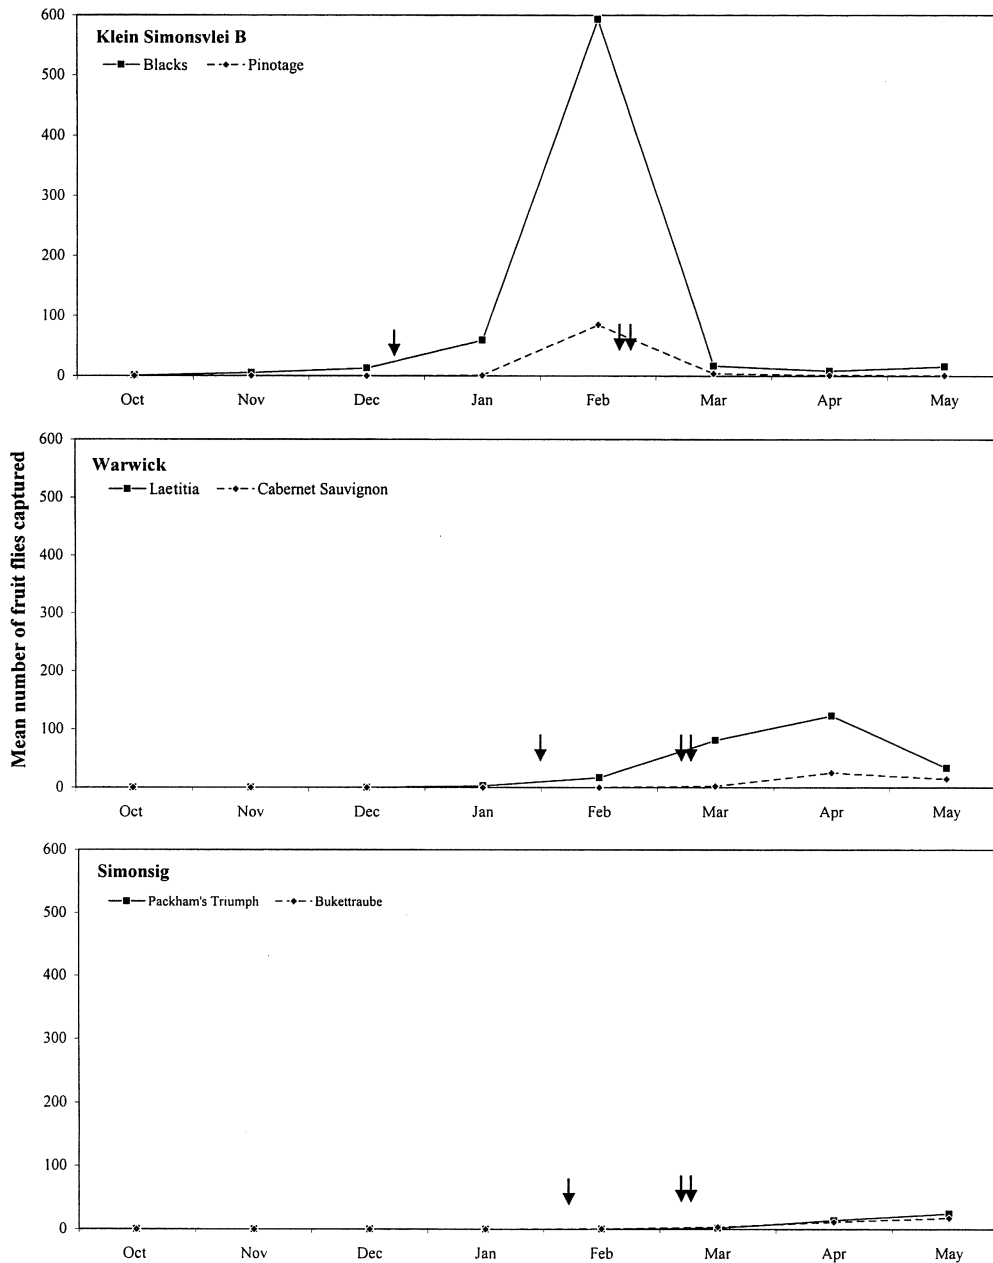 Mean number of fruit flies captured
Klein Simonsvlei B
Blacks Pinotage
600
500
400
300
200
100
0
Oct Nov Dec Jan Feb Mar Apr May
Warwick
Laetitia Cabernet Sauvignon
600
500
400
300
200
100
0
Oct Nov Dec Jan Feb Mar Apr May
Simonsig
Packham's Triumph Bukettraube
600
500
400
300
200
100
0
Oct Nov Dec Jan Feb Mar Apr May